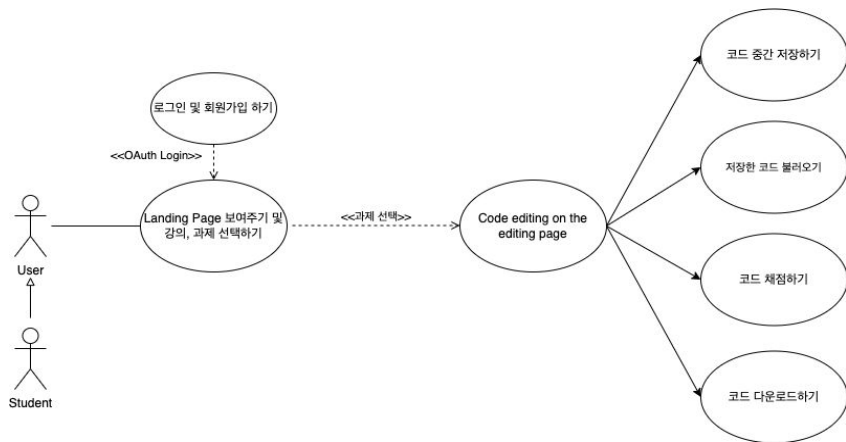 코드 중간 저장하기
로그인 및 회원가입 하기
<<OAuth Login>>
저장한 코드 불러오기
Landing Page 보여주기 및
강의, 과제 선택하기
<<과제 선택>>
Code editing on the
editing page
User
코드 채점하기
Student
코드 다운로드하기